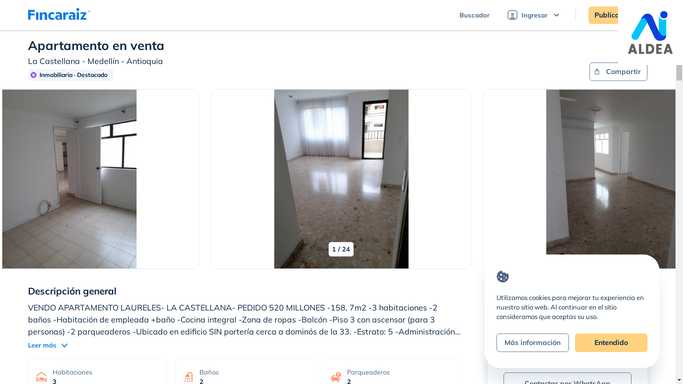 Fincaraiz
Buscador
Ingresar
Public
ALDEA
Apartamento en venta
La Castellana - Medellín - Antioquia
Inmobiliaria · Destacado
Compartir
1 / 24
Descripción general
VENDO APARTAMENTO LAURELES- LA CASTELLANA- PEDIDO 520 MILLONES -158. 7m2 -3 habitaciones -2
baños -Habitación de empleada +baño -Cocina integral -Zona de ropas -Balcón -Piso 3 con ascensor (para 3
personas) -2 parqueaderos -Ubicado en edificio SIN portería cerca a dominós de la 33. -Estrato: 5 -Administración...
Leer más
Habitaciones
3
Baños
2
Parqueaderos
2
Utilizamos cookies para mejorar tu experiencia en
nuestro sitio web. Al continuar en el sitio
consideramos que aceptas su uso.
Más información
Entendido
Contactar por WhatsApp